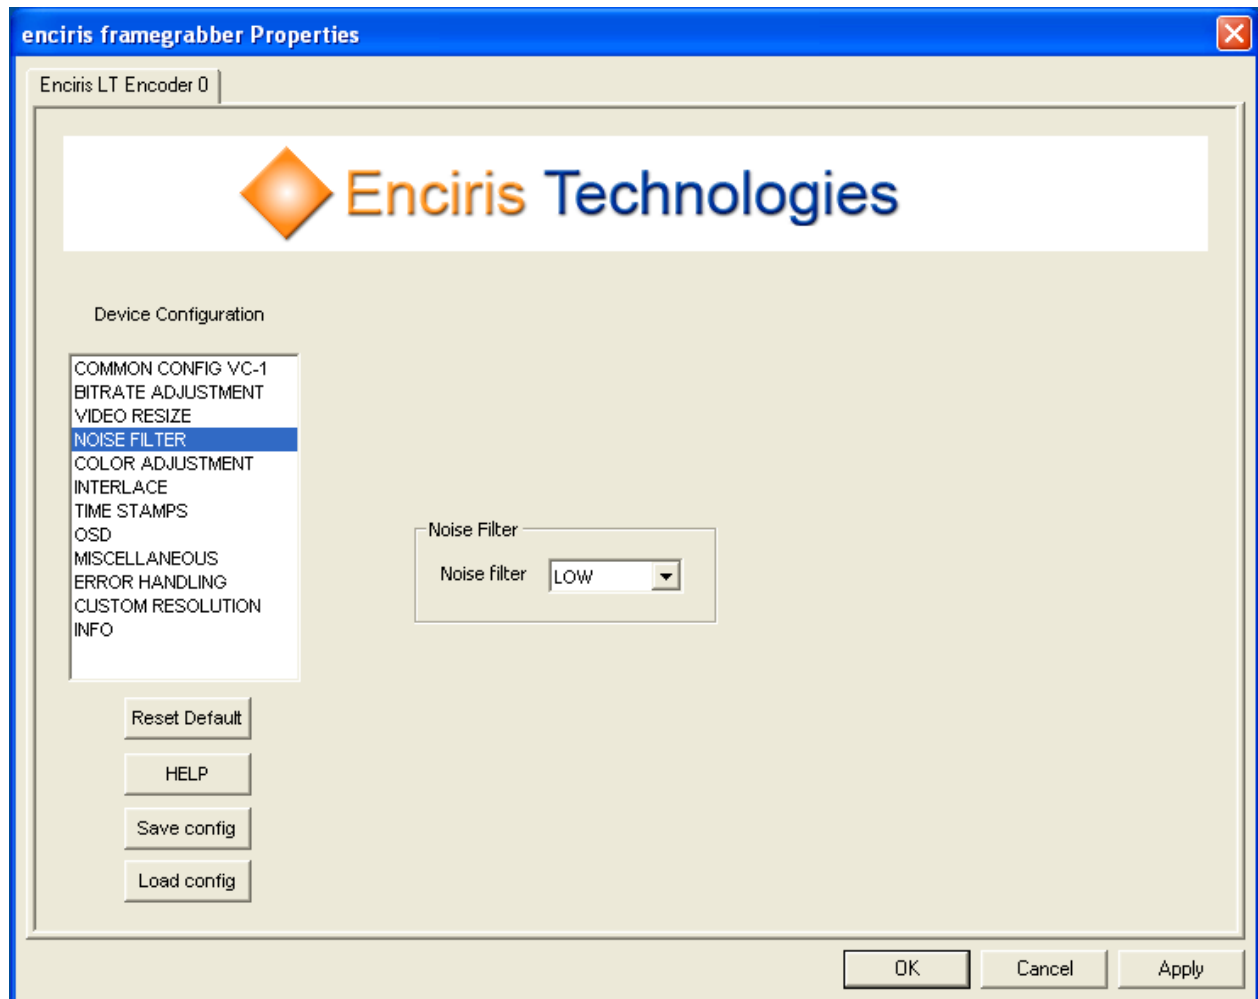 enciris framegrabber Properties
Enciris LT Encoder 0
Enciris Technologies
Device Configuration
COMMON CONFIG VC-1
BITRATE ADJUSTMENT
VIDEO RESIZE
NOISE FILTER
COLOR ADJUSTMENT
INTERLACE
TIME STAMPS
OSD
MISCELLANEOUS
ERROR HANDLING
CUSTOM RESOLUTION
INFO
Noise Filter
Noise filter LOW
Reset Default
HELP
Save config
Load config
OK Cancel Apply